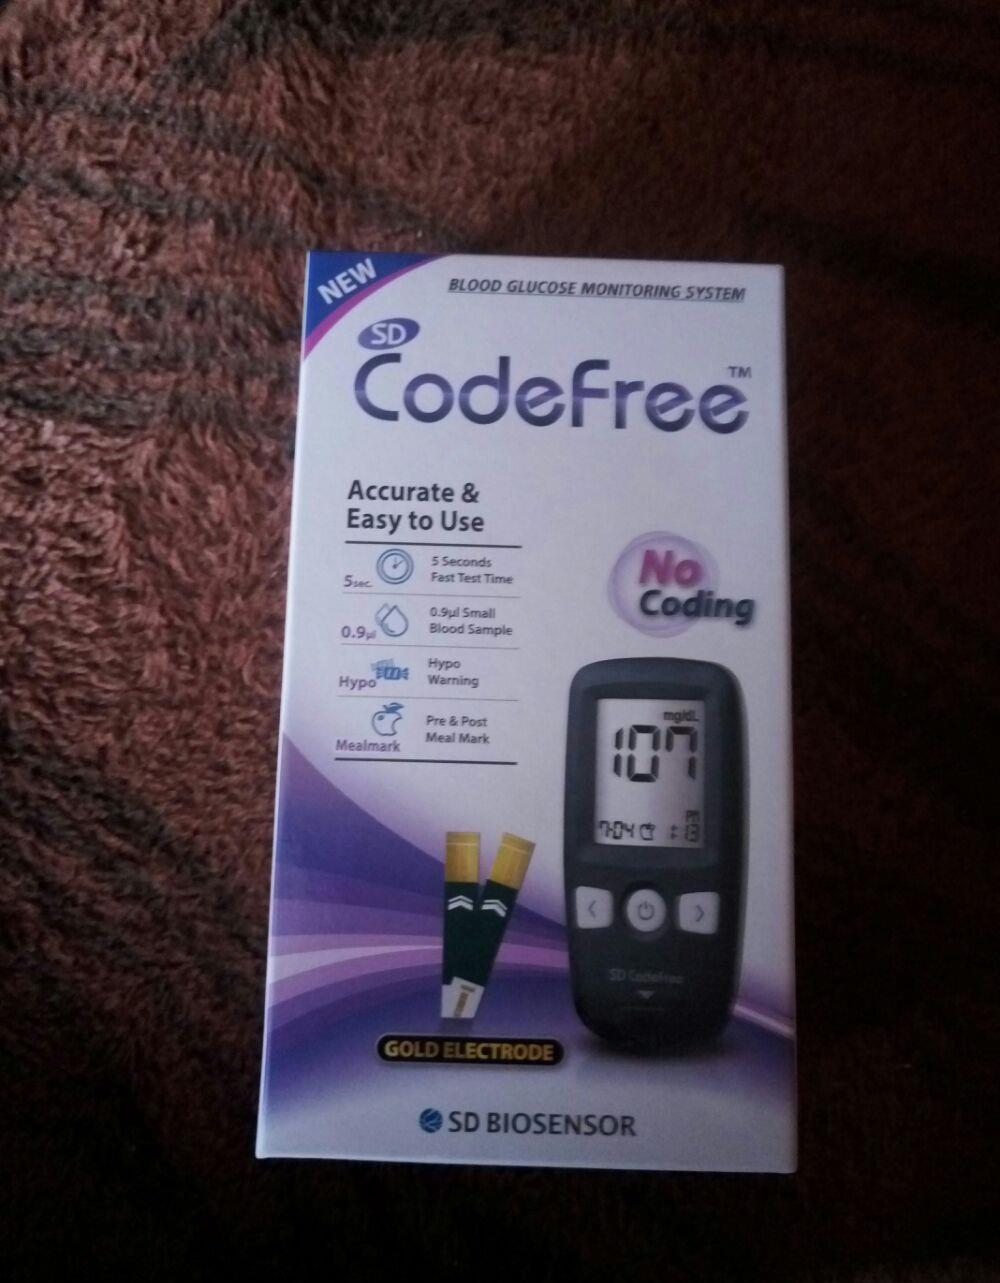 NEW
BLOOD GLUCOSE MONITORING SYSTEM
SD
CodeFree™
Accurate &
Easy to Use
5sec.
5 Seconds
Fast Test Time
0.9µl
0.9µl Small
Blood Sample
Hypo
Hypo
Warning
Mealmark
Pre & Post
Meal Mark
No
Coding
mg/dL
107
PM
7-04
:13
SD CodeFree
GOLD ELECTRODE
SD BIOSENSOR